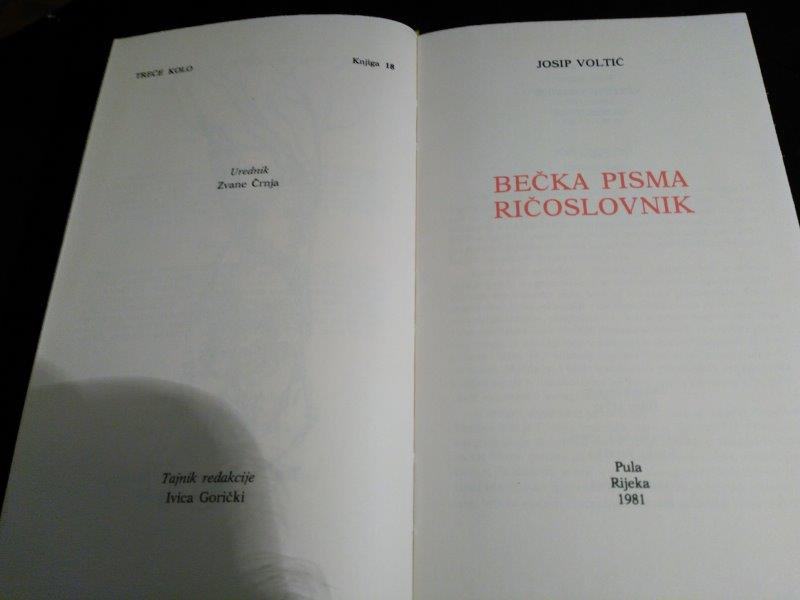 TREĆE KOLO
Knjiga 18
Urednik
Zvane Črnja
Tajnik redakcije
Ivica Gorički
JOSIP VOLTIĆ
BEČKA PISMA
RIČOSLOVNIK
Pula
Rijeka
1981